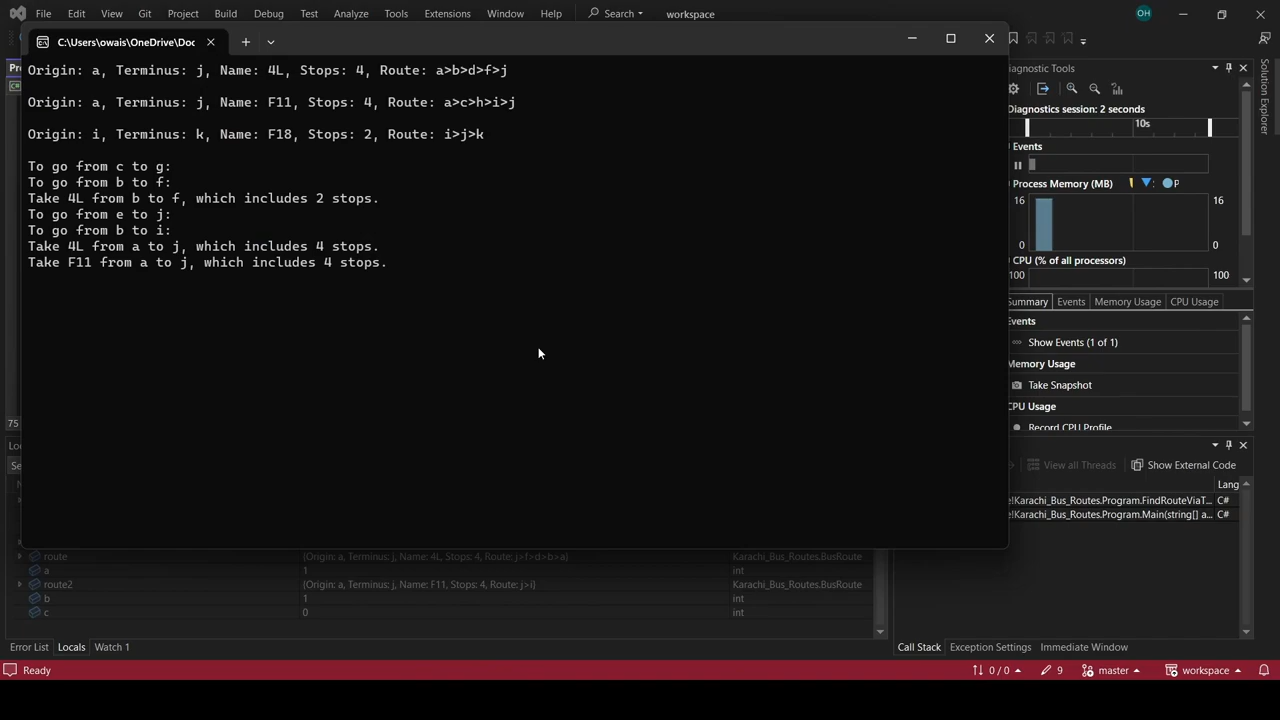 File Edit View Git Project Build Debug Test Analyze Tools Extensions Window Help Search workspace OH
C:\Users\owais\OneDrive\Doc
Origin: a, Terminus: j, Name: 4L, Stops: 4, Route: a>b>d>f>j
Origin: a, Terminus: j, Name: F11, Stops: 4, Route: a>c>h>i>j
Origin: i, Terminus: k, Name: F18, Stops: 2, Route: i>j>k
To go from c to g:
To go from b to f:
Take 4L from b to f, which includes 2 stops.
To go from e to j:
To go from b to i:
Take 4L from a to j, which includes 4 stops.
Take F11 from a to j, which includes 4 stops.
Pr
75
Lo
Se
iagnostic Tools
Diagnostics session: 2 seconds
10s
Events
Process Memory (MB) P
16 16
0 0
CPU (% of all processors)
100 100
Summary Events Memory Usage CPU Usage
Events
Show Events (1 of 1)
Memory Usage
Take Snapshot
CPU Usage
Record CPU Profile
Solution Explorer
View all Threads Show External Code
Lang
!Karachi_Bus_Routes.Program.FindRouteViaT... C#
!Karachi_Bus_Routes.Program.Main(string[] a... C#
route {Origin: a, Terminus: j, Name: 4L, Stops: 4, Route: j>f>d>b>a} Karachi_Bus_Routes.BusRoute
a 1 int
route2 {Origin: a, Terminus: j, Name: F11, Stops: 4, Route: j>i} Karachi_Bus_Routes.BusRoute
b 1 int
c 0 int
Error List Locals Watch 1
Call Stack Exception Settings Immediate Window
Ready 0 / 0 9 master workspace